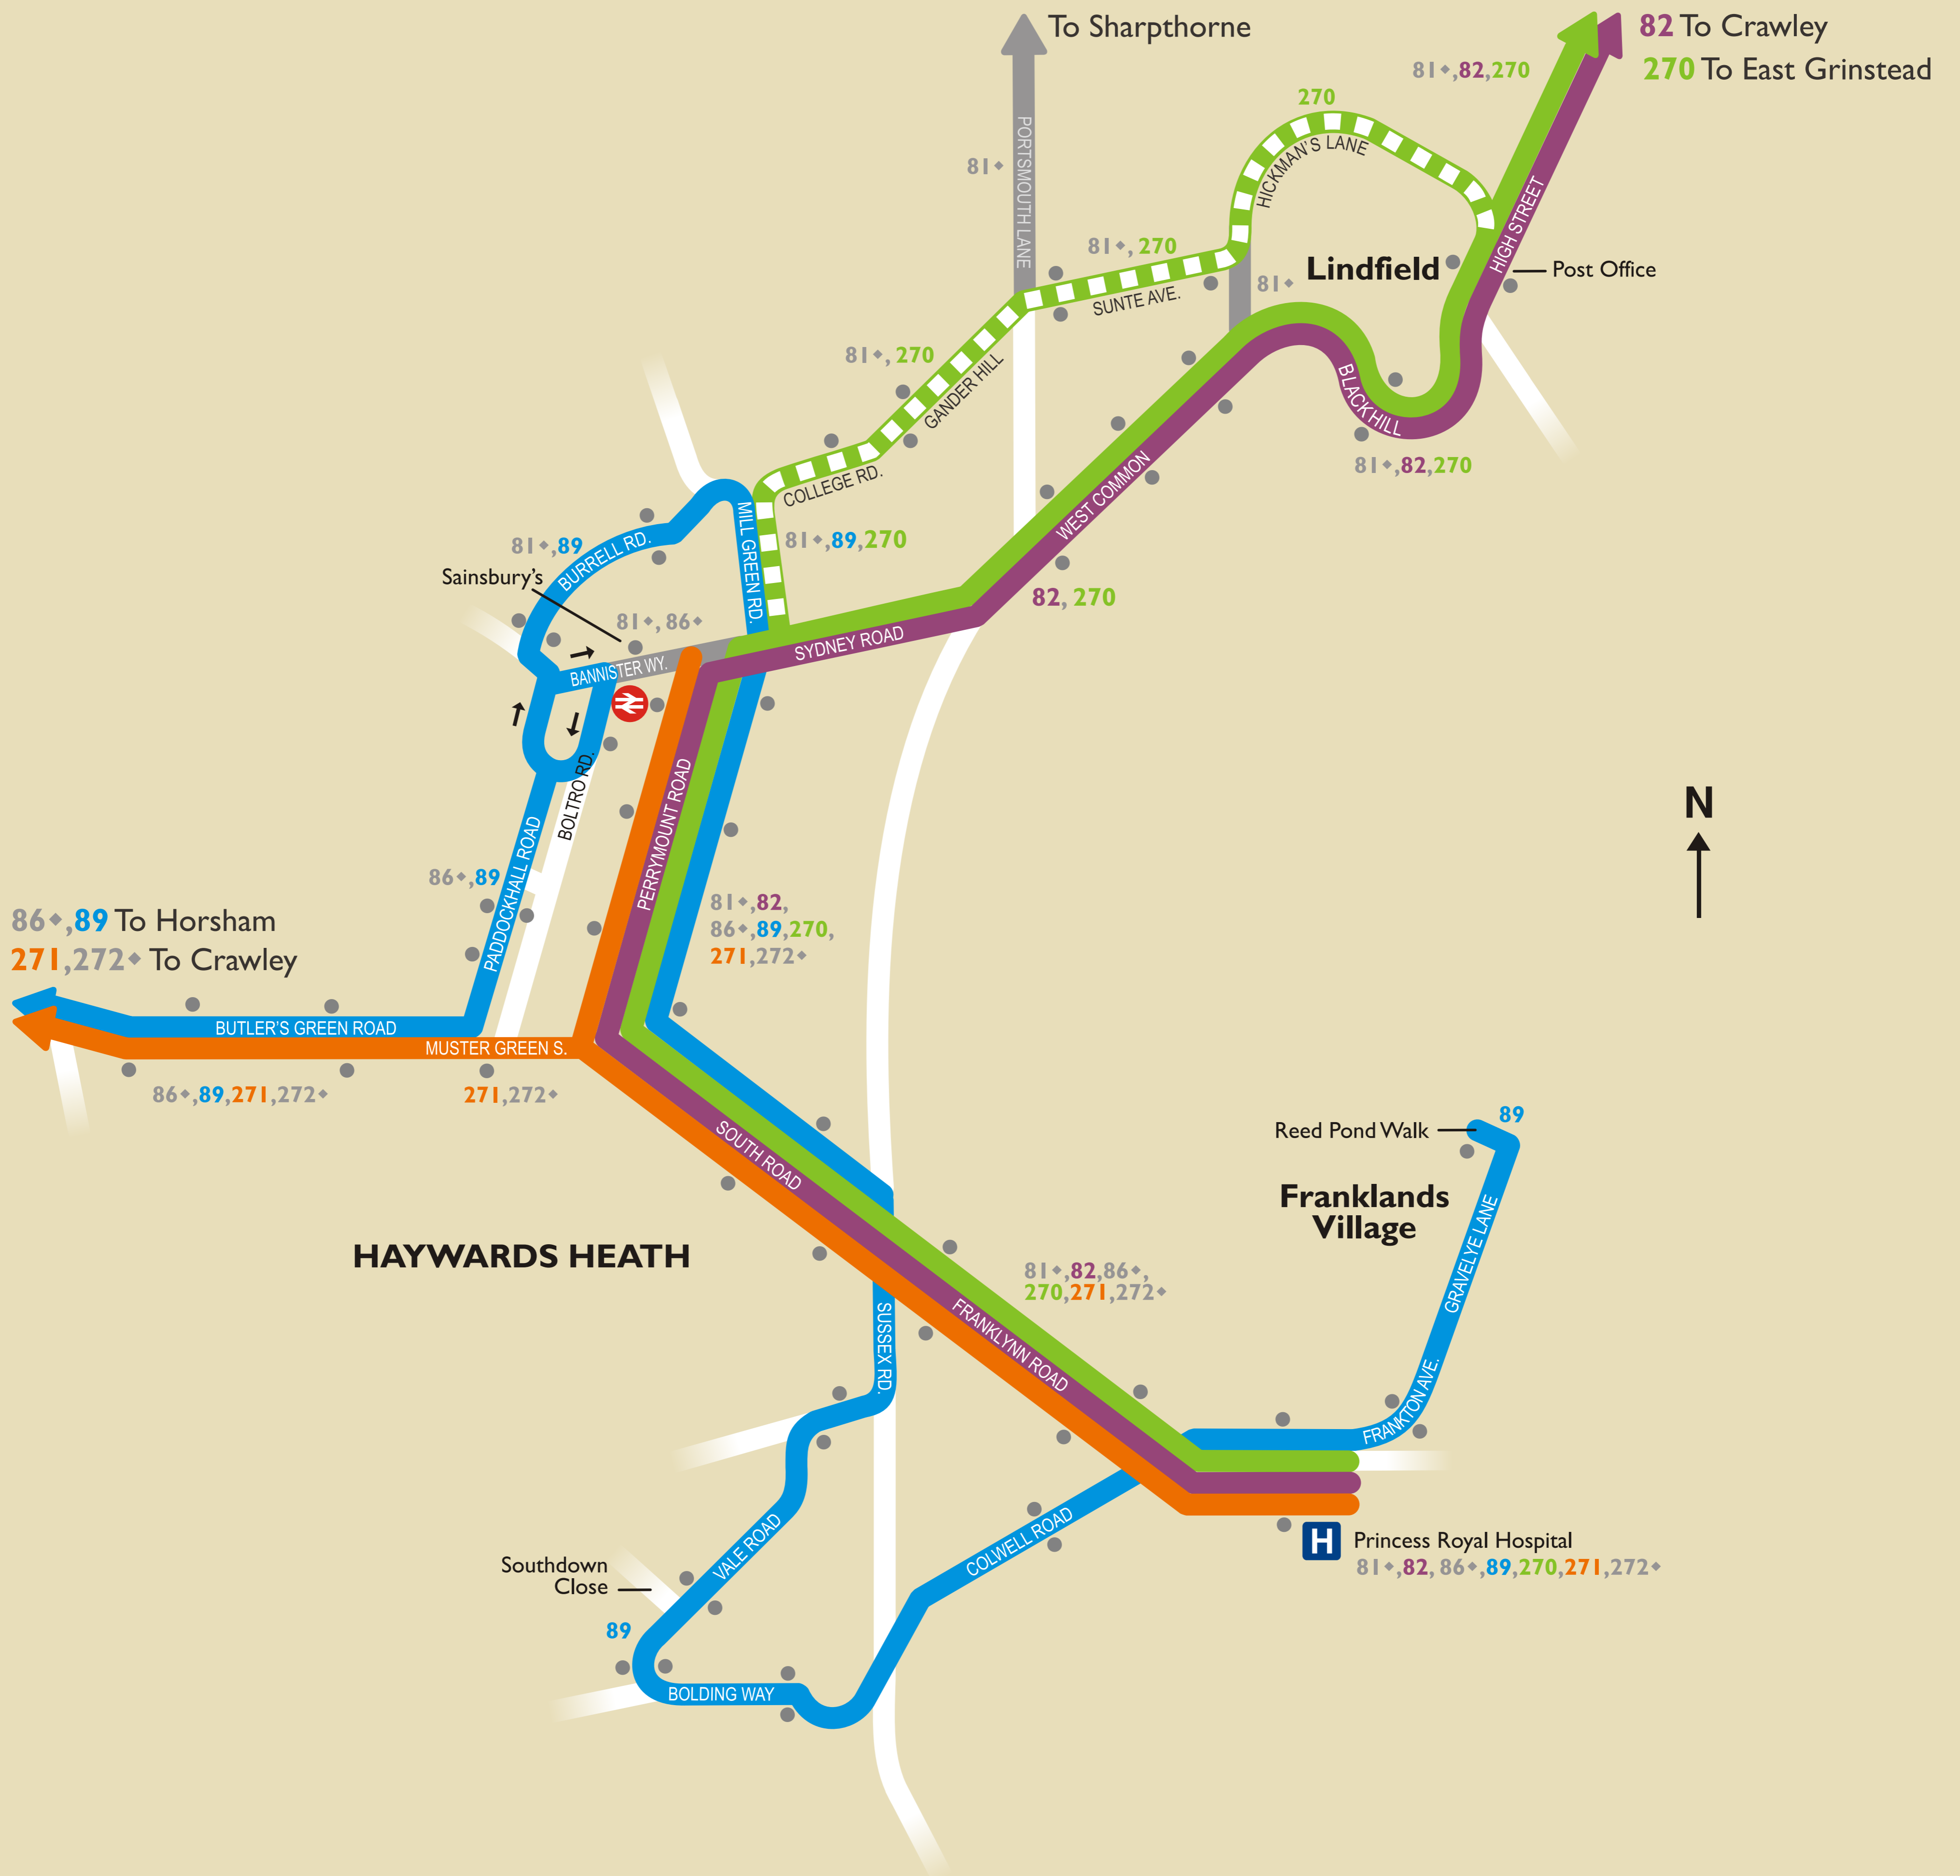 To Sharpthorne
82 To Crawley
270 To East Grinstead
81◆,82,270
270
HICKMAN'S LANE
PORTSMOUTH LANE
81◆
HIGH STREET
81◆, 270
Lindfield
Post Office
SUNTE AVE.
81◆
81◆, 270
GANDER HILL
BLACKHILL
81◆,82,270
COLLEGE RD.
WEST COMMON
81◆,89
BURRELL RD.
MILL GREEN RD.
81◆,89,270
Sainsbury's
82, 270
81◆, 86◆
SYDNEY ROAD
BANNISTER WY.
BOLTRO RD.
PERRYMOUNT ROAD
N
PADDOCKHALL ROAD
86◆,89
81◆,82,
86◆,89,270,
271,272◆
86◆,89 To Horsham
271,272◆ To Crawley
BUTLER'S GREEN ROAD
MUSTER GREEN S.
86◆,89,271,272◆
271,272◆
SOUTH ROAD
89
Reed Pond Walk
Franklands
Village
GRAVELYE LANE
HAYWARDS HEATH
81◆,82,86◆,
270,271,272◆
SUSSEX RD.
FRANKLYNN ROAD
FRANKTON AVE.
H
Princess Royal Hospital
81◆,82, 86◆,89,270,271,272◆
COLWELL ROAD
VALE ROAD
Southdown
Close
89
BOLDING WAY